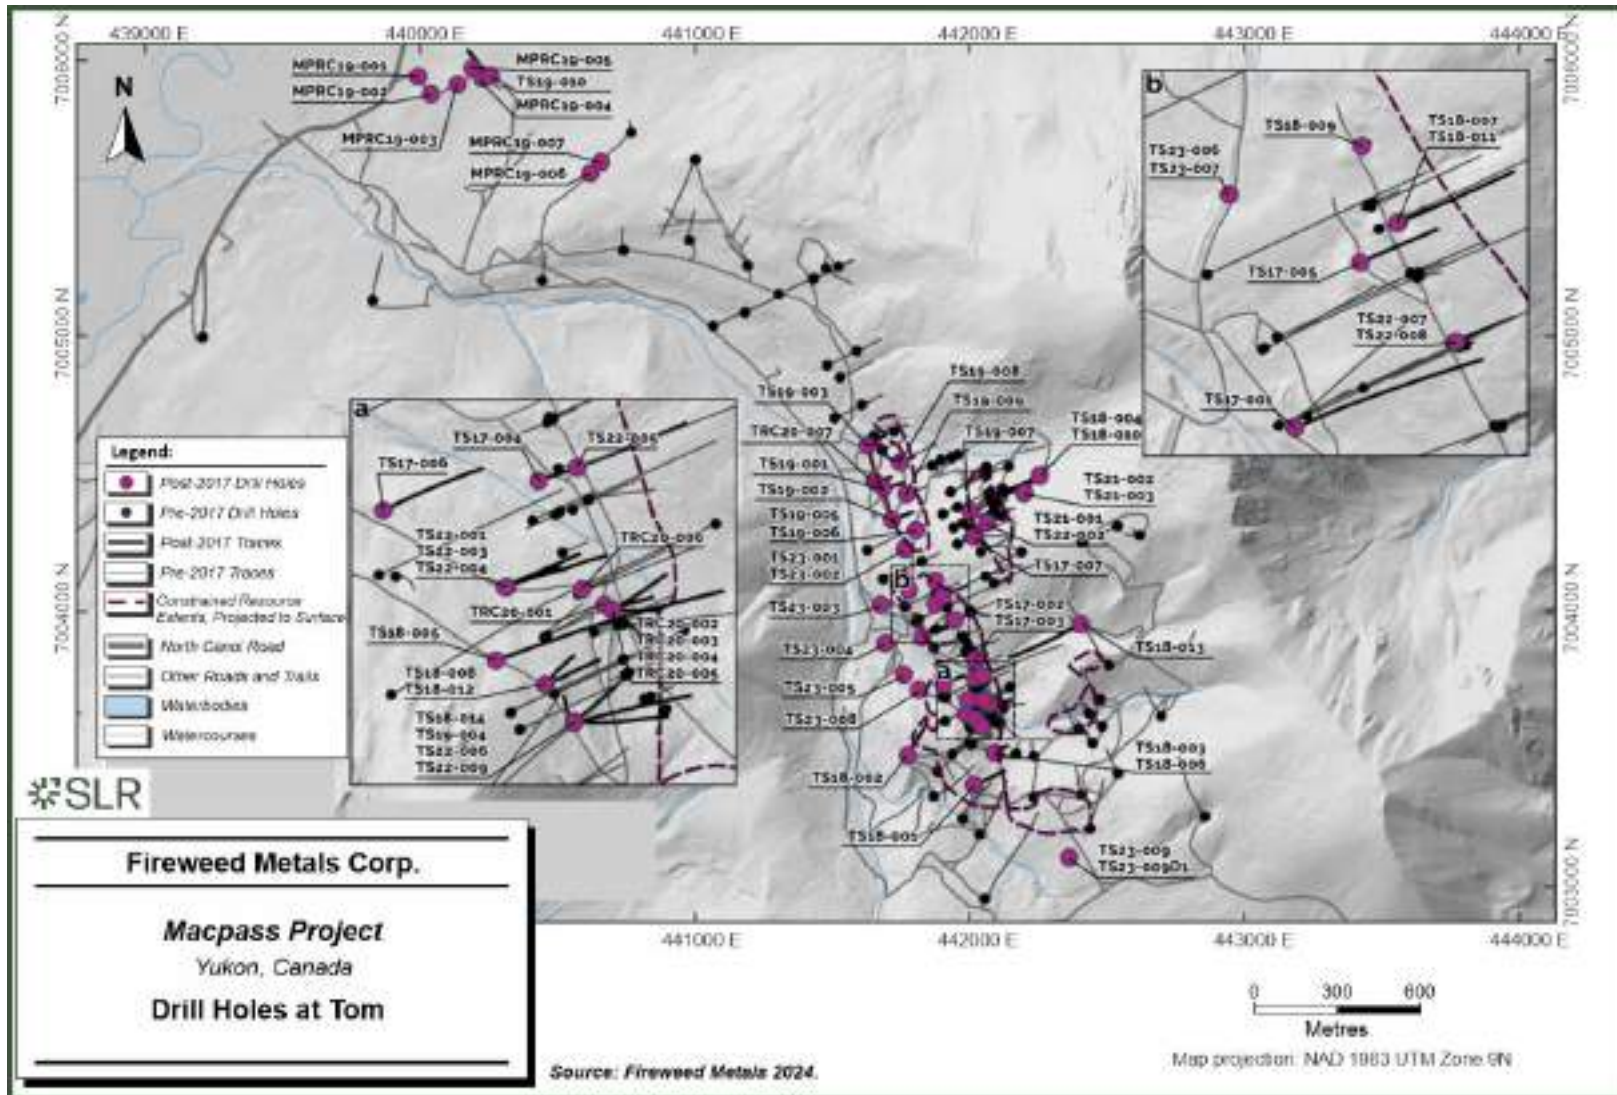 439000 E
440000 E
441000 E
442000 E
443000 E
444000 E
7006000 N
7006000 N
N
MPRC19-001
MPRC19-002
MPRC19-003
MPRC19-005
TS19-010
MPRC19-004
MPRC19-007
MPRC19-006
b
TS18-009
TS18-007
TS18-011
TS23-006
TS23-007
TS17-005
TS22-007
TS22-008
TS17-001
7005000 N
7005000 N
a
TS17-004
TS22-005
TS17-006
TS22-001
TS22-003
TS22-004
TRC20-006
TRC20-001
TRC20-002
TRC20-003
TRC20-004
TRC20-005
TS18-005
TS18-008
TS18-012
TS18-014
TS19-004
TS22-006
TS22-009
TS19-003
TS19-008
TS19-009
TRC20-007
TS19-007
TS18-004
TS18-010
TS19-001
TS19-002
TS21-002
TS21-003
TS19-005
TS19-006
TS21-001
TS22-002
TS23-001
TS23-002
TS17-007
b
TS23-003
TS17-002
TS17-003
TS23-004
TS18-013
a
TS23-005
TS23-008
TS18-003
TS18-006
TS18-002
TS18-001
TS23-009
TS23-009D1
7004000 N
7004000 N
7003000 N
Legend:
Post-2017 Drill Holes
Pre-2017 Drill Holes
Post-2017 Traces
Pre-2017 Traces
Constrained Resource
Extents, Projected to Surface
North Canol Road
Other Roads and Trails
Waterbodies
Watercourses
441000 E
442000 E
443000 E
444000 E
SLR
Fireweed Metals Corp.
Macpass Project
Yukon, Canada
Drill Holes at Tom
0 300 600
Metres
Map projection: NAD 1983 UTM Zone 9N
Source: Fireweed Metals 2024.